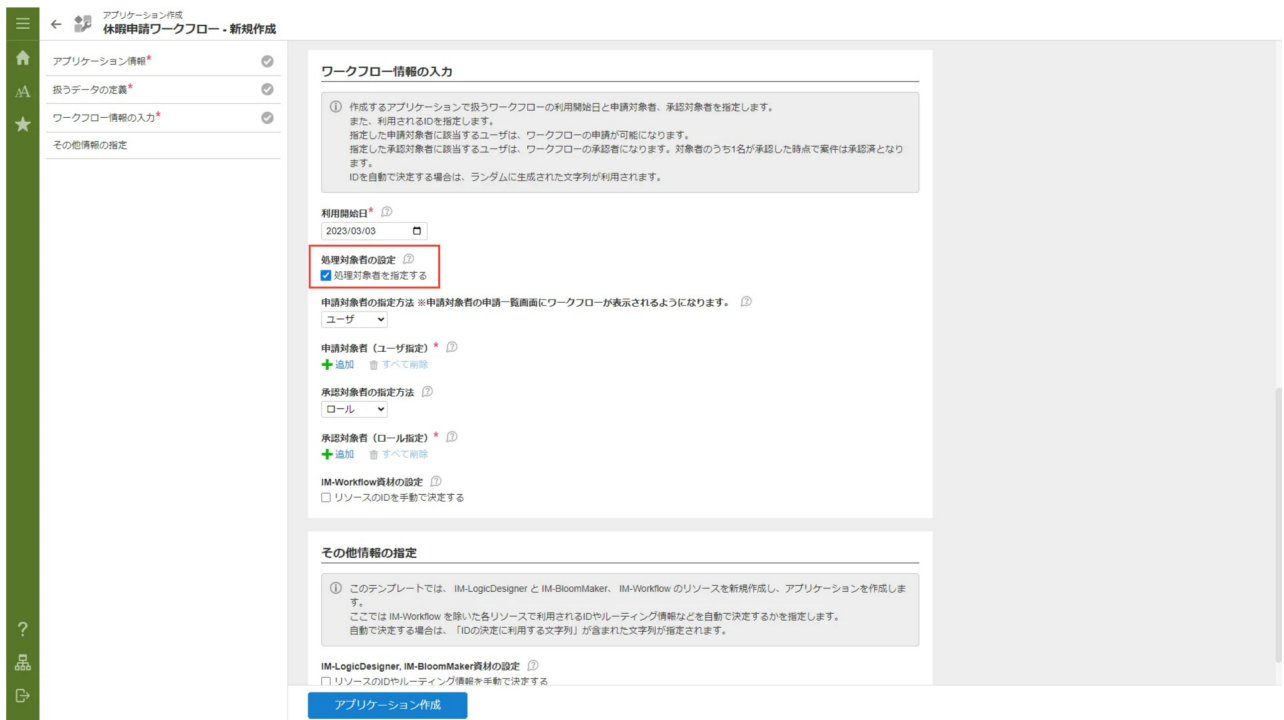 アプリケーション作成
休暇申請ワークフロー - 新規作成
アプリケーション情報*
扱うデータの定義*
ワークフロー情報の入力*
その他情報の指定
ワークフロー情報の入力
作成するアプリケーションで扱うワークフローの利用開始日と申請対象者、承認対象者を指定します。
また、利用されるIDを指定します。
指定した申請対象者に該当するユーザは、ワークフローの申請が可能になります。
指定した承認対象者に該当するユーザは、ワークフローの承認者になります。対象者のうち1名が承認した時点で案件は承認済となり
ます。
IDを自動で決定する場合は、ランダムに生成された文字列が利用されます。
利用開始日*
2023/03/03
処理対象者の設定
処理対象者を指定する
申請対象者の指定方法 ※申請対象者の申請一覧画面にワークフローが表示されるようになります。
ユーザ
申請対象者（ユーザ指定）*
追加 すべて削除
承認対象者の指定方法
ロール
承認対象者（ロール指定）*
追加 すべて削除
IM-Workflow資材の設定
リソースのIDを手動で決定する
その他情報の指定
このテンプレートでは、 IM-LogicDesigner と IM-BloomMaker、 IM-Workflow のリソースを新規作成し、アプリケーションを作成しま
す。
ここでは IM-Workflow を除いた各リソースで利用されるIDやルーティング情報などを自動で決定するかを指定します。
自動で決定する場合は、「IDの決定に利用する文字列」が含まれた文字列が指定されます。
IM-LogicDesigner, IM-BloomMaker資材の設定
リソースのIDやルーティング情報を手動で決定する
アプリケーション作成